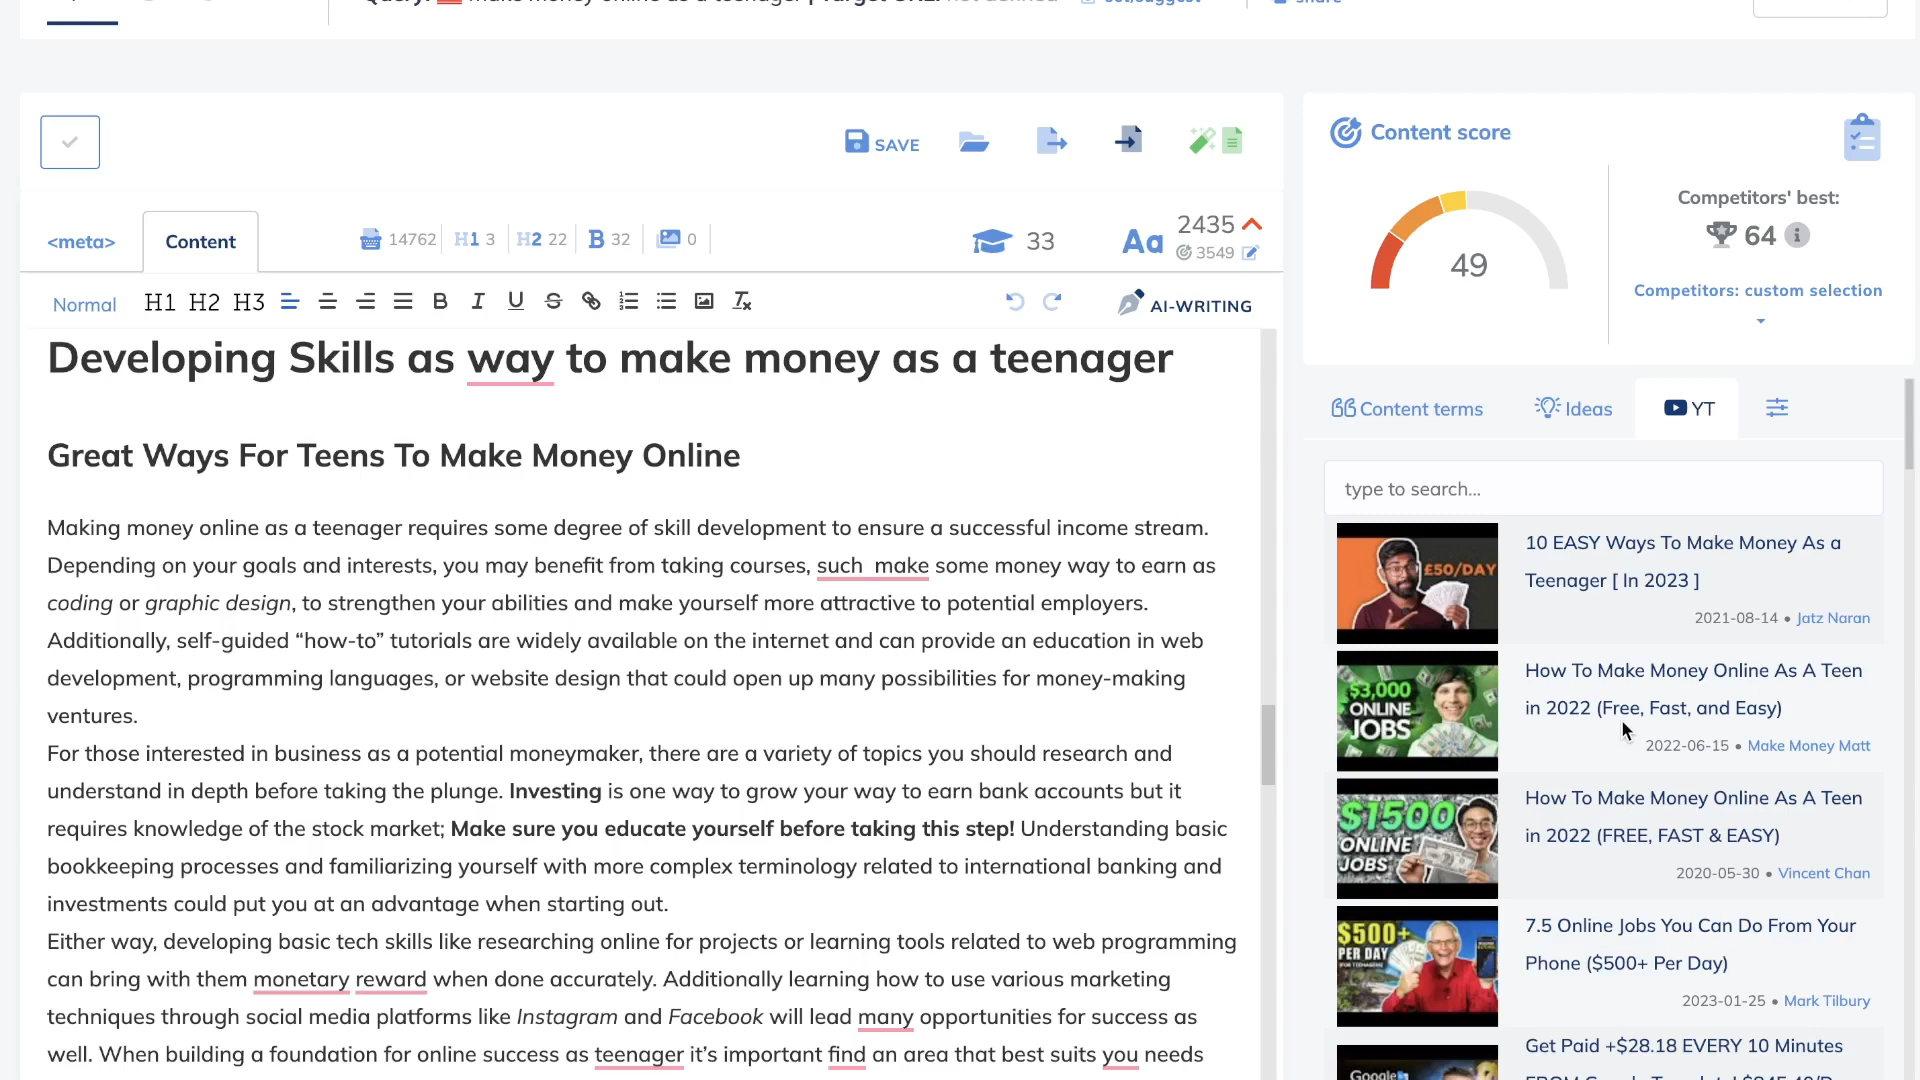 make money online as a teenager | Target URL: not defined
SAVE
<meta>
Content
14762
H1 3
H2 22
B 32
0
33
Aa
2435
3549
Normal
H1 H2 H3
AI-WRITING
Developing Skills as way to make money as a teenager
Great Ways For Teens To Make Money Online
Making money online as a teenager requires some degree of skill development to ensure a successful income stream.
Depending on your goals and interests, you may benefit from taking courses, such  make some money way to earn as
coding or graphic design, to strengthen your abilities and make yourself more attractive to potential employers.
Additionally, self-guided “how-to” tutorials are widely available on the internet and can provide an education in web
development, programming languages, or website design that could open up many possibilities for money-making
ventures.
For those interested in business as a potential moneymaker, there are a variety of topics you should research and
understand in depth before taking the plunge. Investing is one way to grow your way to earn bank accounts but it
requires knowledge of the stock market; Make sure you educate yourself before taking this step! Understanding basic
bookkeeping processes and familiarizing yourself with more complex terminology related to international banking and
investments could put you at an advantage when starting out.
Either way, developing basic tech skills like researching online for projects or learning tools related to web programming
can bring with them monetary reward when done accurately. Additionally learning how to use various marketing
techniques through social media platforms like Instagram and Facebook will lead many opportunities for success as
well. When building a foundation for online success as teenager it’s important find an area that best suits you needs
Content score
49
Competitors' best:
64
Competitors: custom selection
Content terms
Ideas
YT
type to search...
£50/DAY
10 EASY Ways To Make Money As a
Teenager [ In 2023 ]
2021-08-14 • Jatz Naran
$3,000
ONLINE
JOBS
How To Make Money Online As A Teen
in 2022 (Free, Fast, and Easy)
2022-06-15 • Make Money Matt
$1500
ONLINE
JOBS
How To Make Money Online As A Teen
in 2022 (FREE, FAST & EASY)
2020-05-30 • Vincent Chan
$500+
PER DAY
7.5 Online Jobs You Can Do From Your
Phone ($500+ Per Day)
2023-01-25 • Mark Tilbury
Google
Get Paid +$28.18 EVERY 10 Minutes